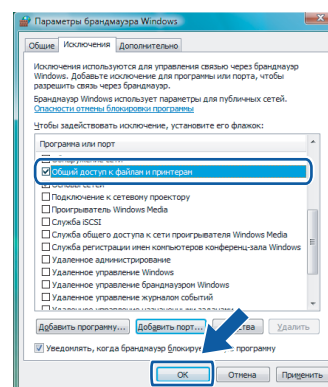 Параметры брандмауэра Windows
Общие Исключения Дополнительно
Исключения используются для управления связью через брандмауэр
Windows. Добавьте исключение для программы или порта, чтобы
разрешить связь через брандмауэр.
Брандмауэр Windows использует параметры для публичных сетей.
Опасности отмены блокировки программы
Чтобы задействовать исключение, установите его флажок:
Программа или порт
Общий доступ к файлам и принтерам
Подключение к сетевому проектору
Проигрыватель Windows Media
Служба iSCSI
Служба общего доступа к сети проигрывателя Windows Media
Служба регистрации имен компьютеров конференц-зала Windows
Удаленное администрирование
Удаленное управление Windows
Удаленное управление брандмауэром Windows
Удаленное управление журналом событий
Добавить программу... Добавить порт... Удалить
Уведомлять, когда брандмауэр программу
ОК Отмена Применить